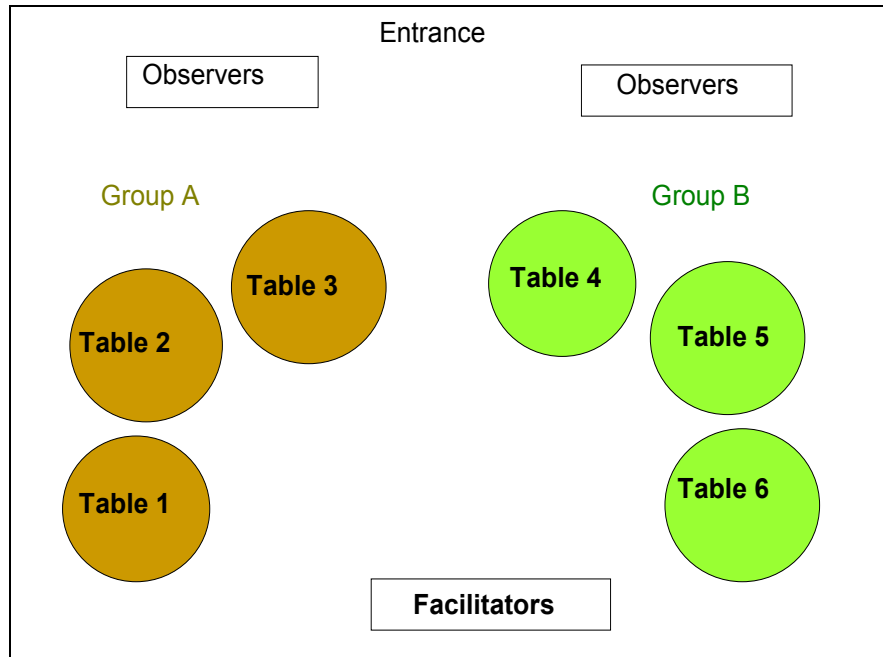 Entrance
Observers
Observers
Group A
Group B
Table 3
Table 4
Table 2
Table 5
Table 1
Table 6
Facilitators